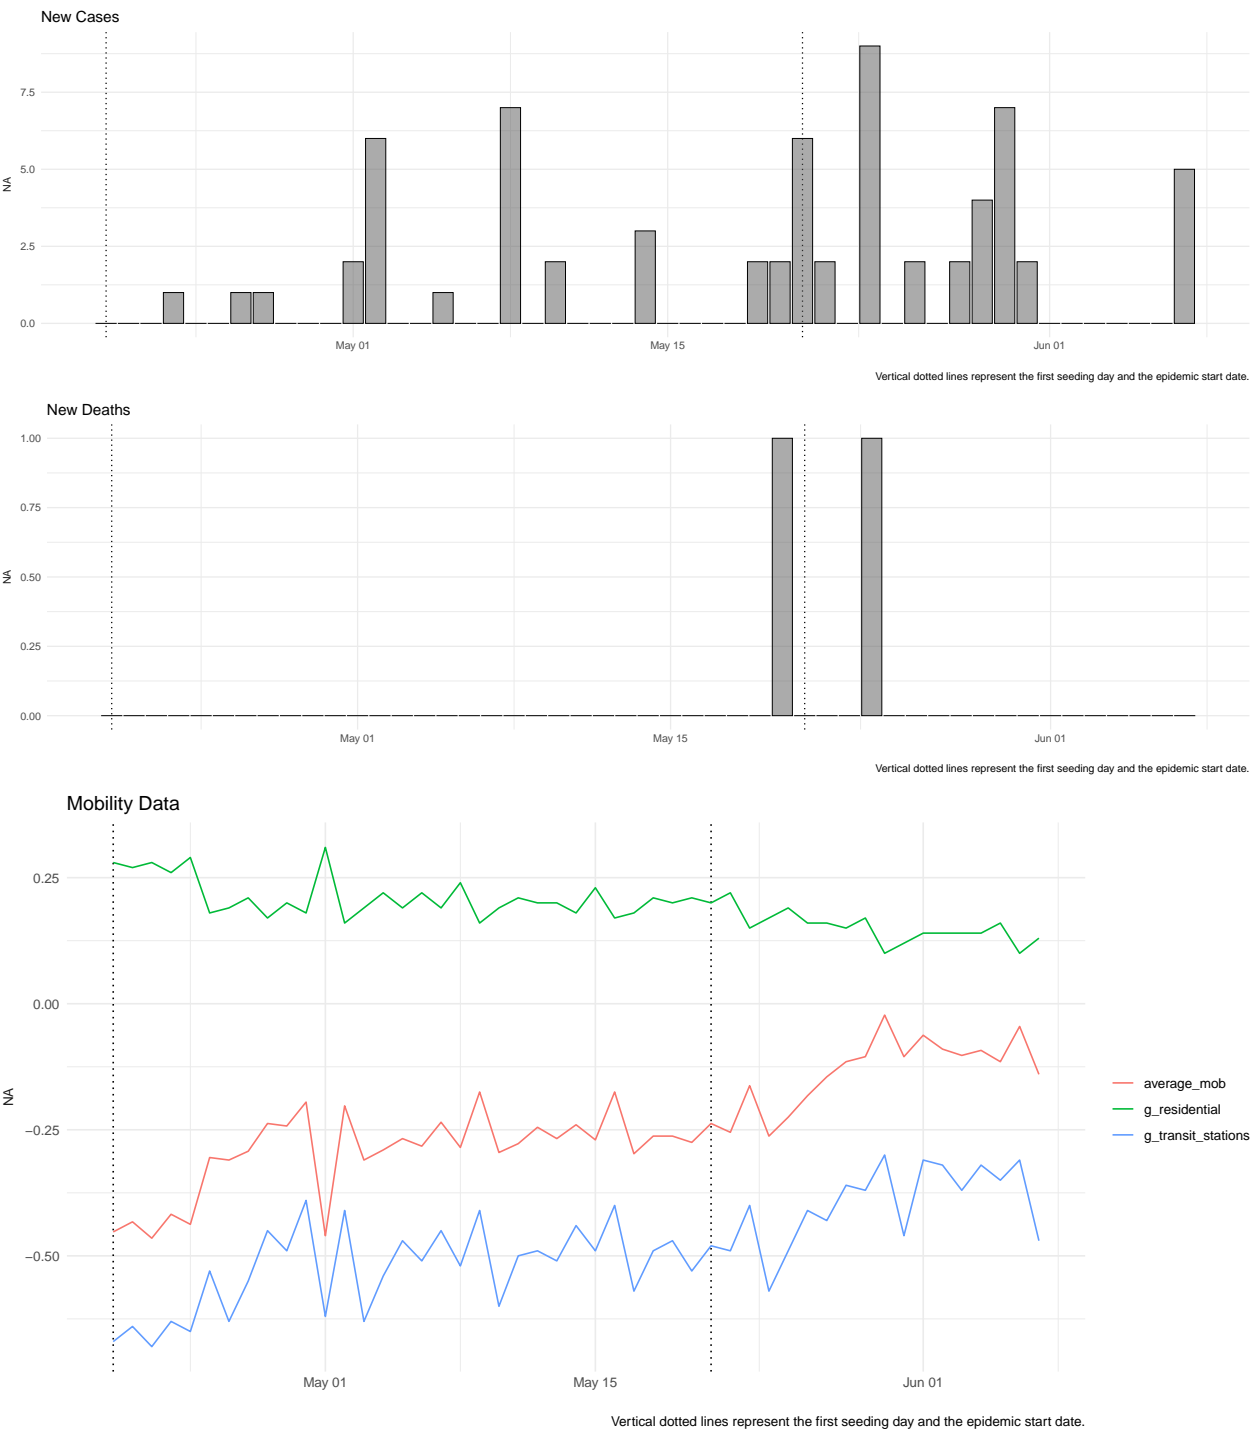 New Cases
7.5
5.0
2.5
0.0
NA
May 01 May 15 Jun 01
Vertical dotted lines represent the first seeding day and the epidemic start date.
New Deaths
1.00
0.75
0.50
0.25
0.00
NA
May 01 May 15 Jun 01
Vertical dotted lines represent the first seeding day and the epidemic start date.
Mobility Data
0.25
0.00
−0.25
−0.50
NA
May 01 May 15 Jun 01
average_mob
g_residential
g_transit_stations
Vertical dotted lines represent the first seeding day and the epidemic start date.